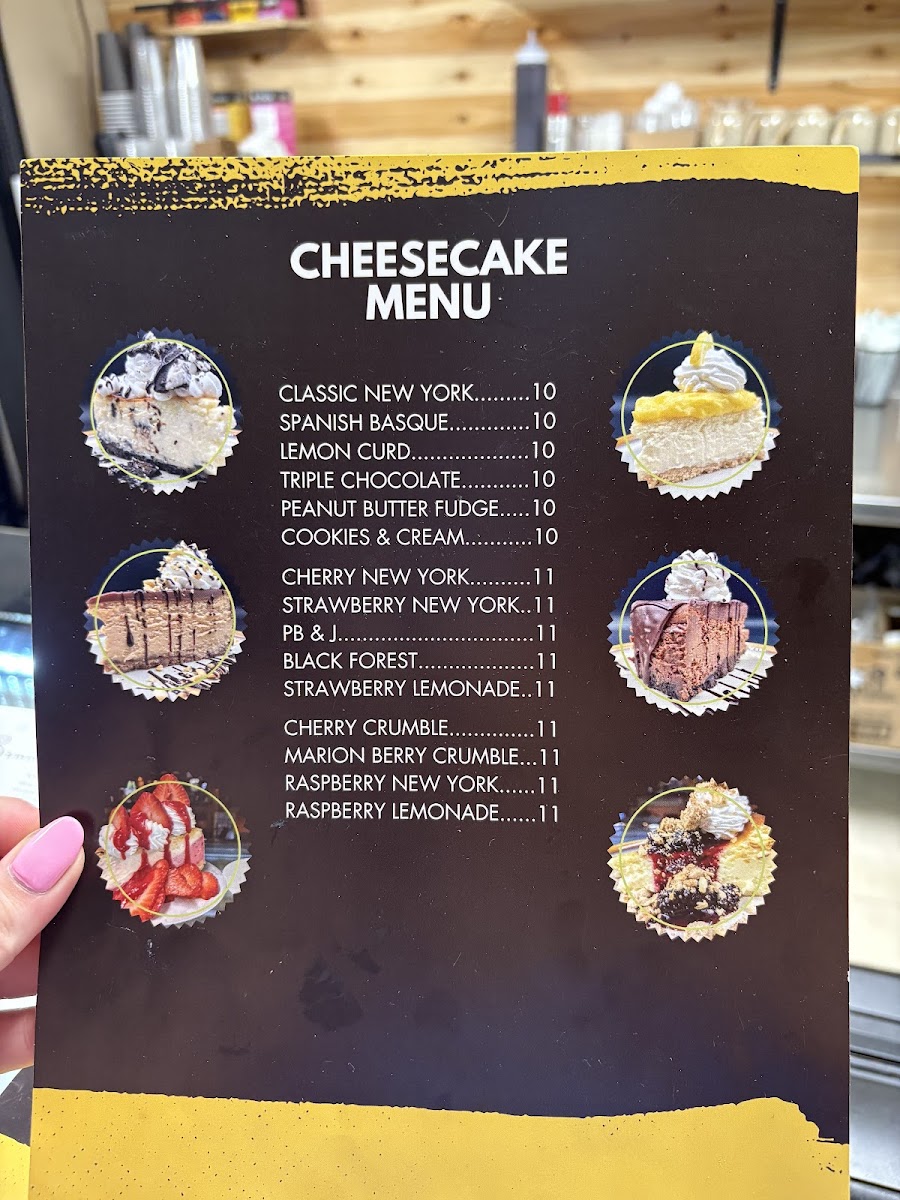 CHEESECAKE
MENU
CLASSIC NEW YORK.........10
SPANISH BASQUE.............10
LEMON CURD...................10
TRIPLE CHOCOLATE...........10
PEANUT BUTTER FUDGE.....10
COOKIES & CREAM...........10
CHERRY NEW YORK..........11
STRAWBERRY NEW YORK..11
PB & J................................11
BLACK FOREST...................11
STRAWBERRY LEMONADE..11
CHERRY CRUMBLE..............11
MARION BERRY CRUMBLE...11
RASPBERRY NEW YORK......11
RASPBERRY LEMONADE......11